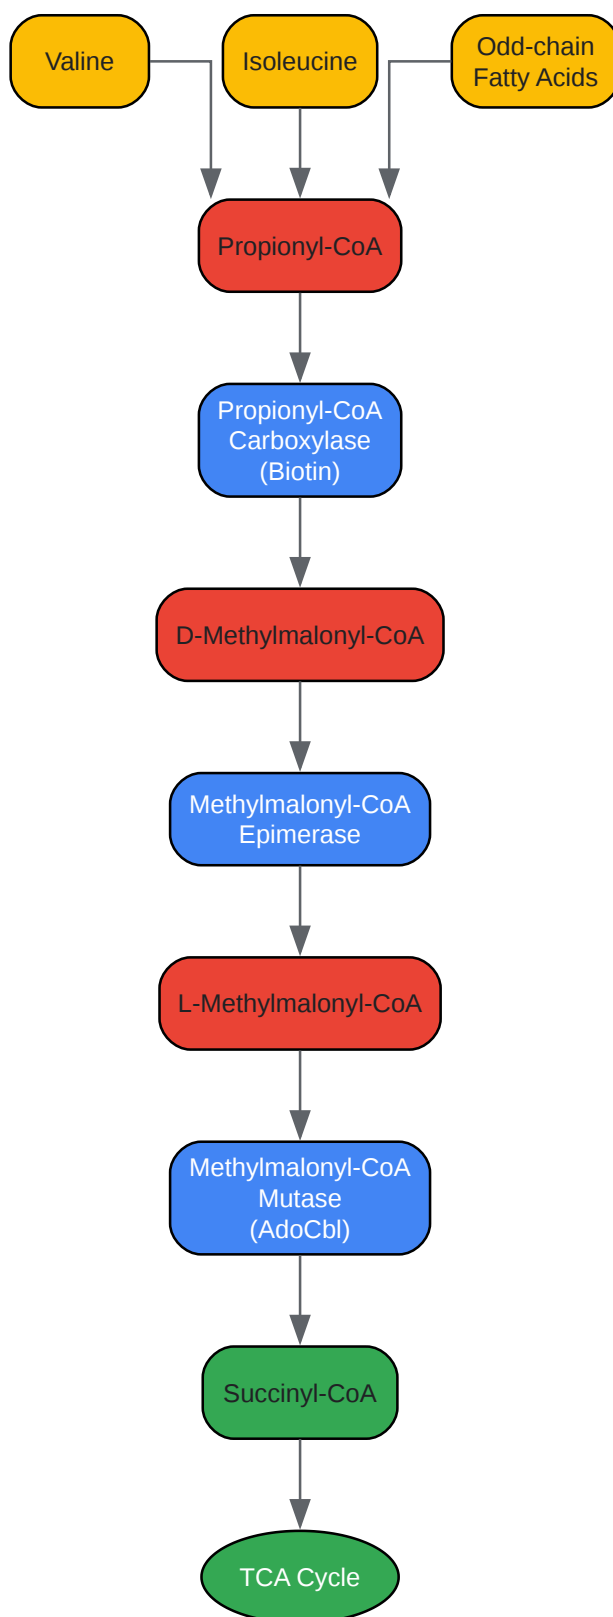 Valine
Isoleucine
Odd-chain
Fatty Acids
Propionyl-CoA
Propionyl-CoA
Carboxylase
(Biotin)
D-Methylmalonyl-CoA
Methylmalonyl-CoA
Epimerase
L-Methylmalonyl-CoA
Methylmalonyl-CoA
Mutase
(AdoCbl)
Succinyl-CoA
TCA Cycle